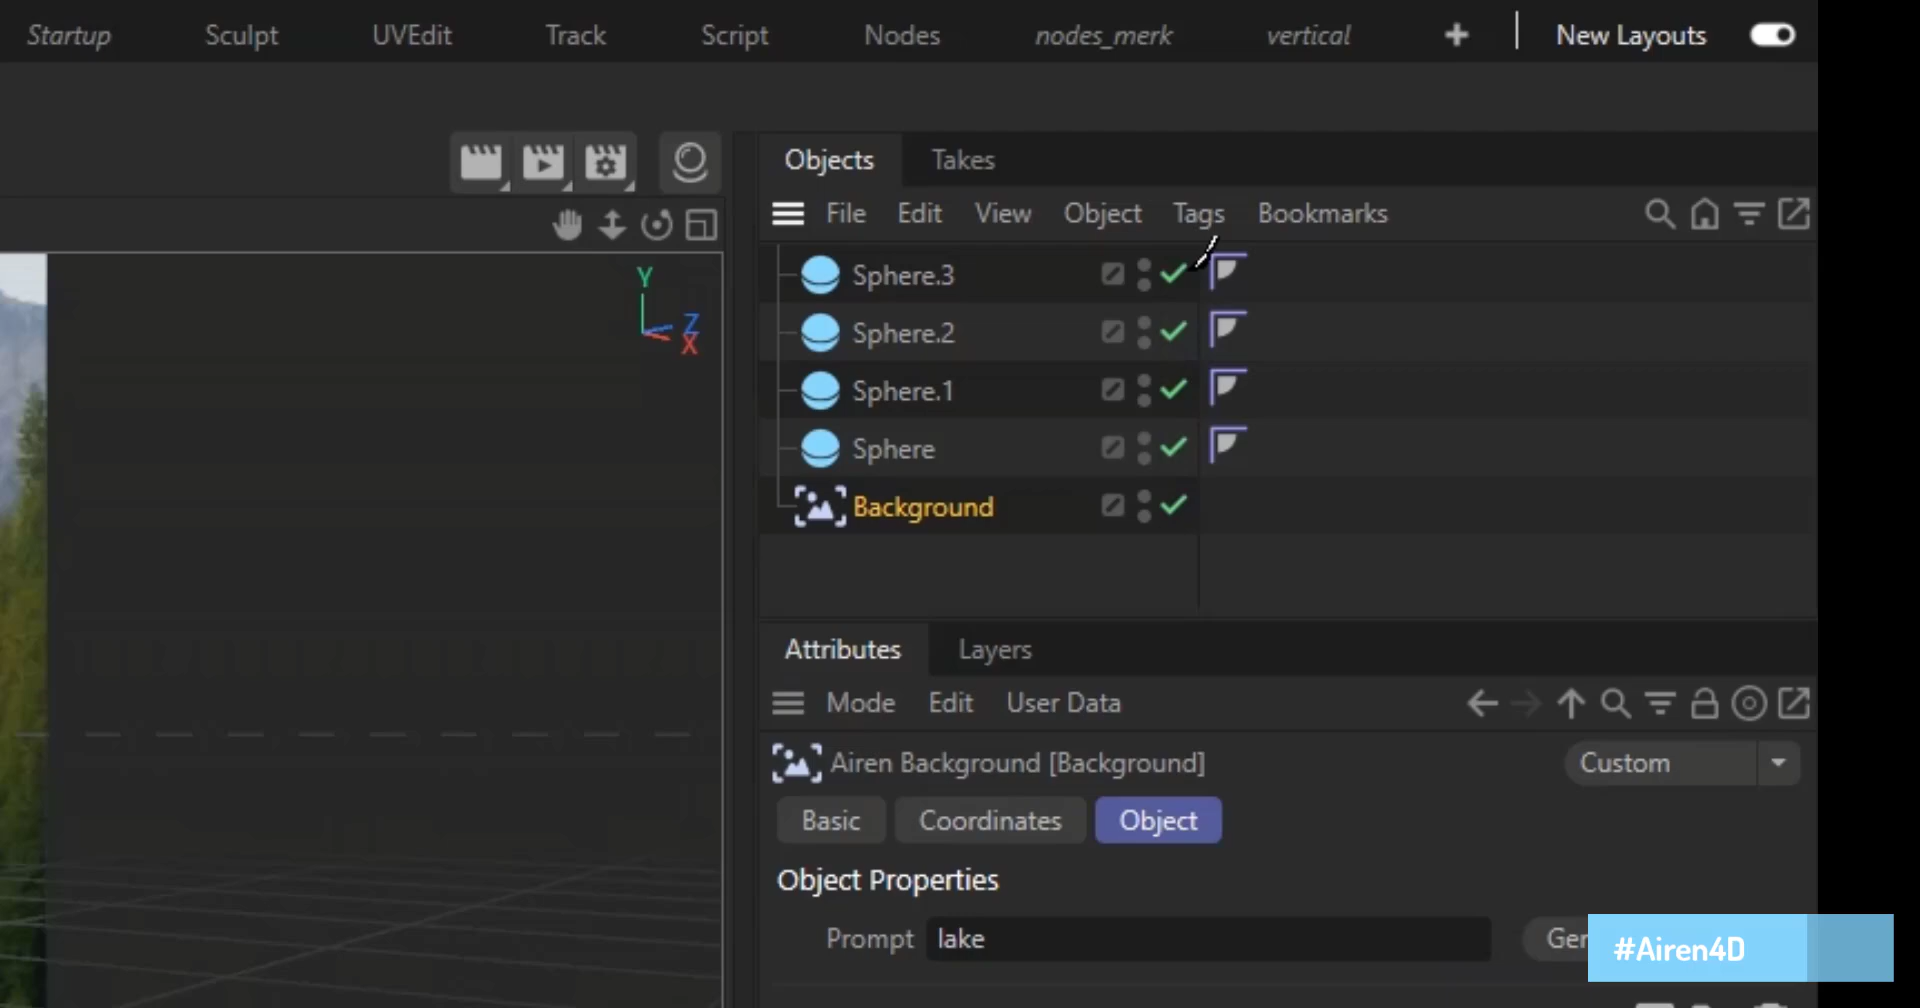 Startup Sculpt UVEdit Track Script Nodes nodes_merk vertical New Layouts
Objects Takes
File Edit View Object Tags Bookmarks
Y
Z
X
Sphere.3
Sphere.2
Sphere.1
Sphere
Background
Attributes Layers
Mode Edit User Data
Airen Background [Background] Custom
Basic Coordinates Object
Object Properties
Prompt lake
#Airen4D